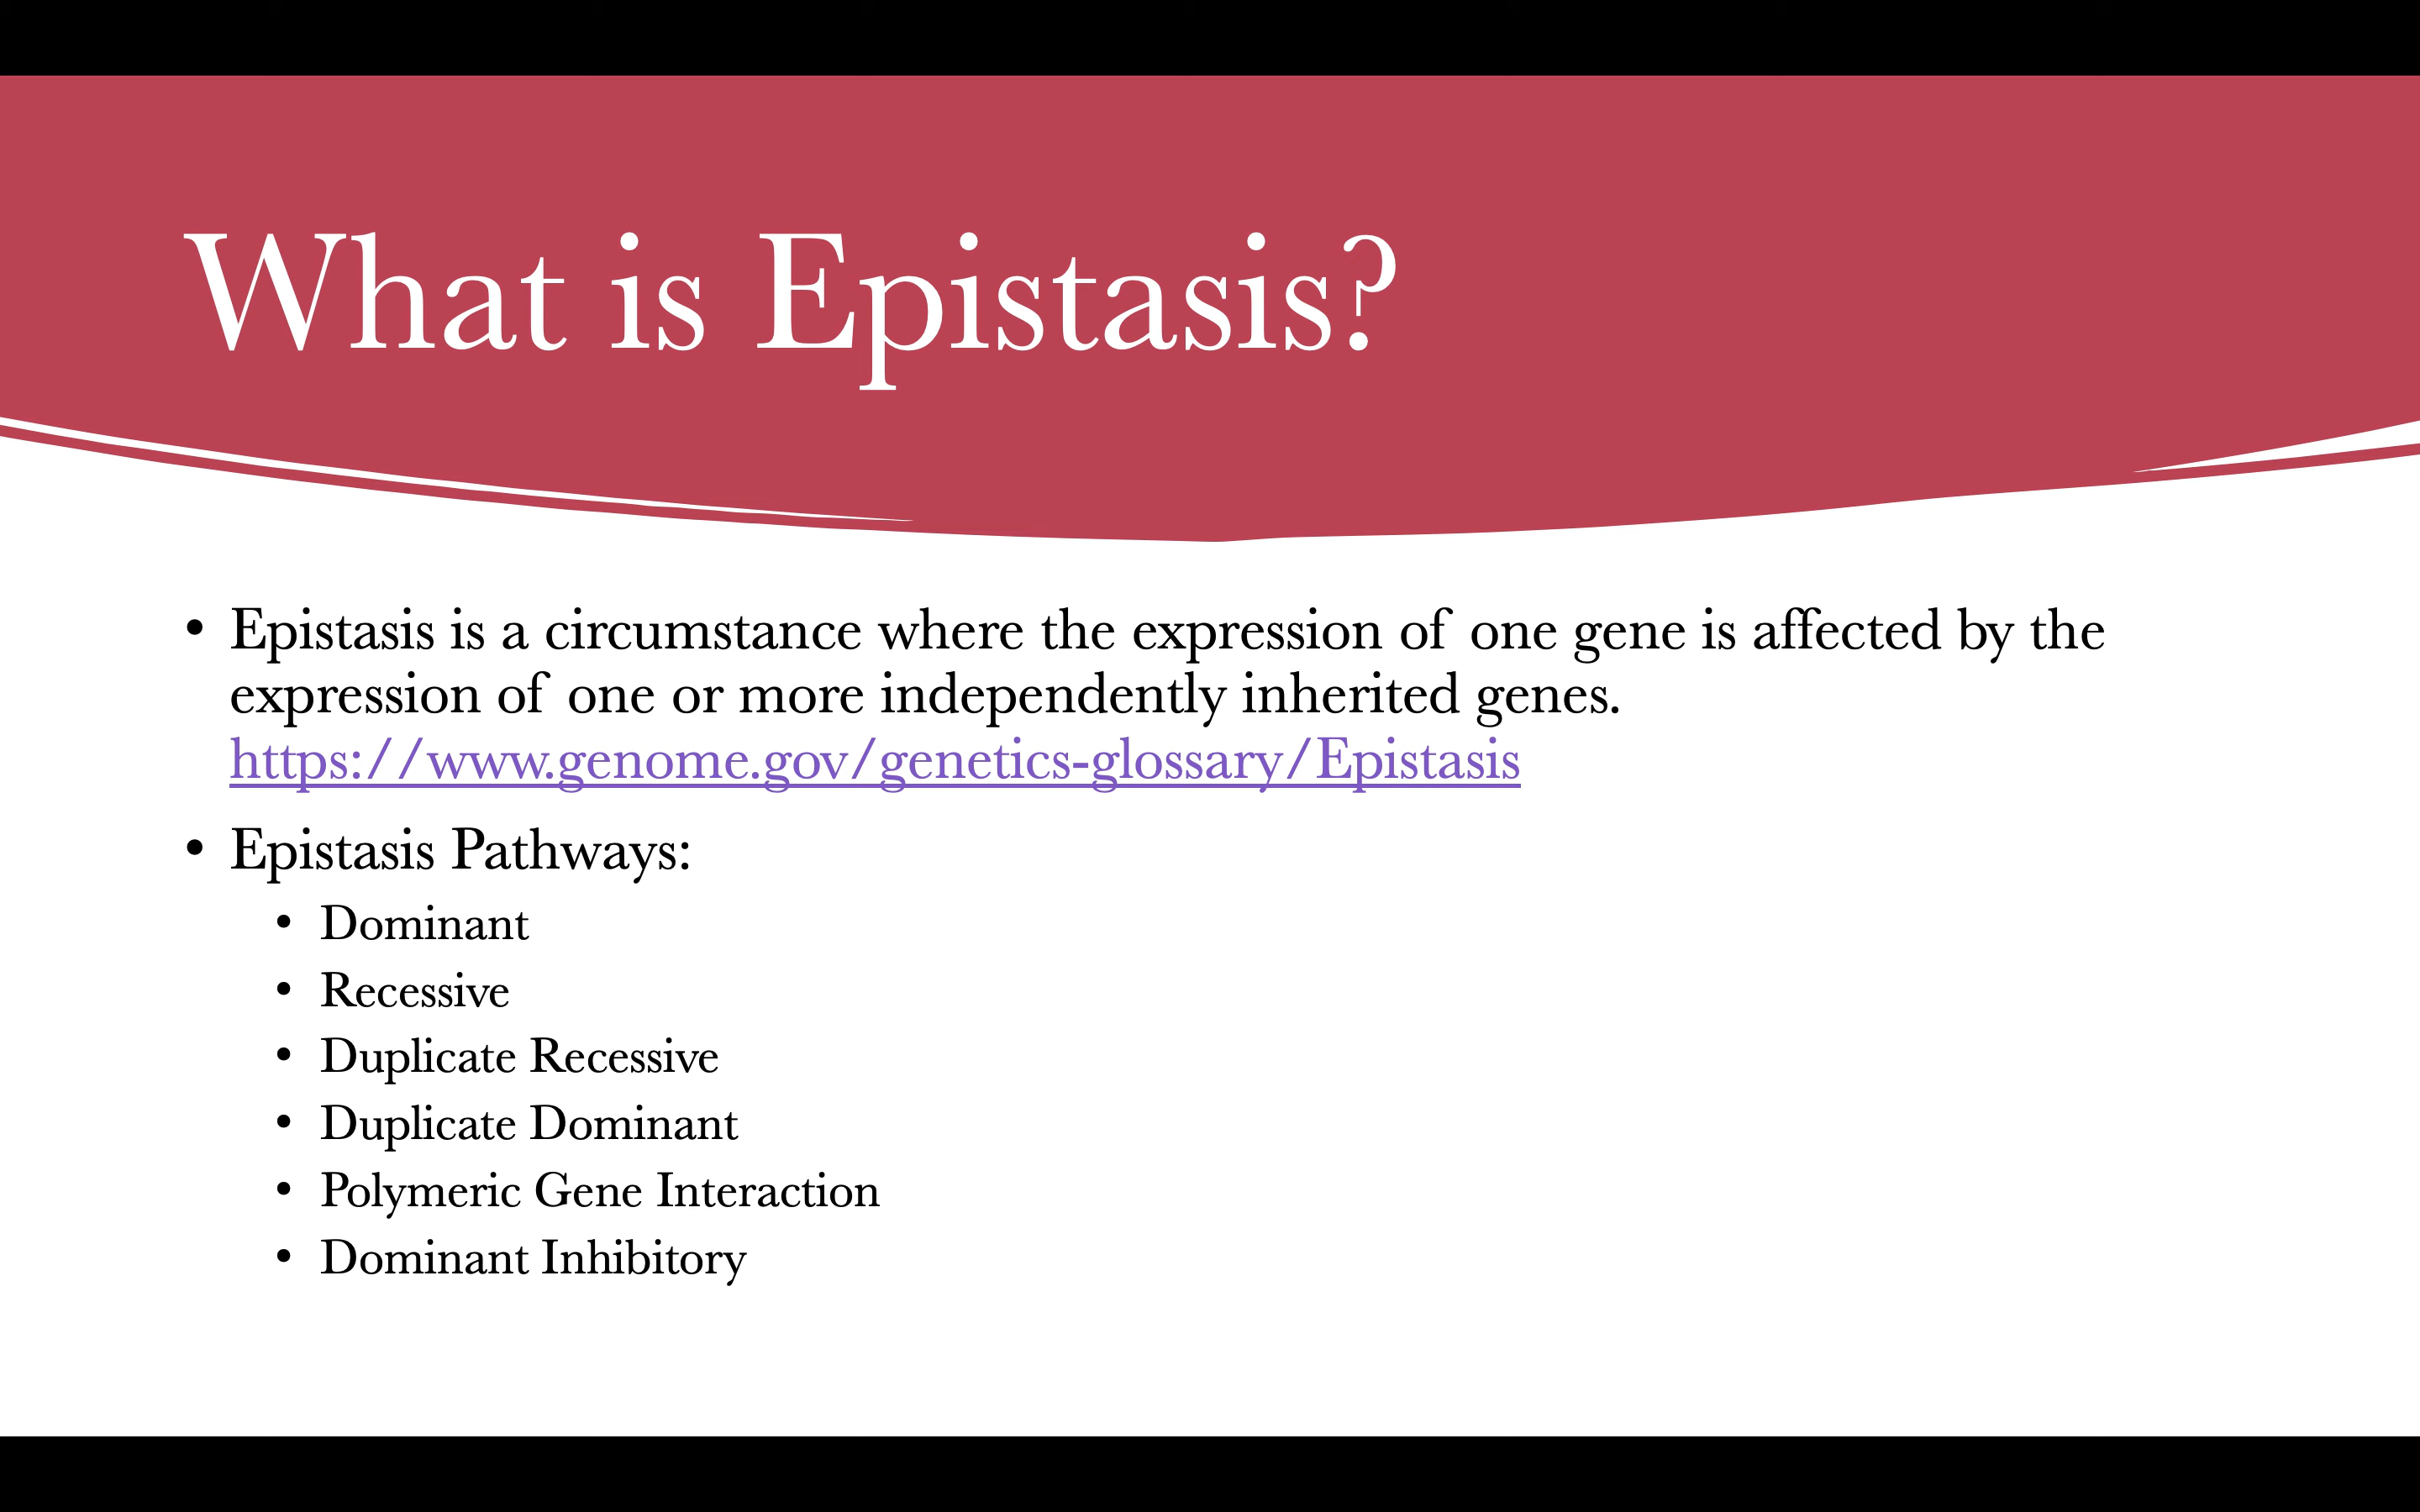 What is Epistasis?
• Epistasis is a circumstance where the expression of one gene is affected by the
expression of one or more independently inherited genes.
https://www.genome.gov/genetics-glossary/Epistasis
• Epistasis Pathways:
• Dominant
• Recessive
• Duplicate Recessive
• Duplicate Dominant
• Polymeric Gene Interaction
• Dominant Inhibitory